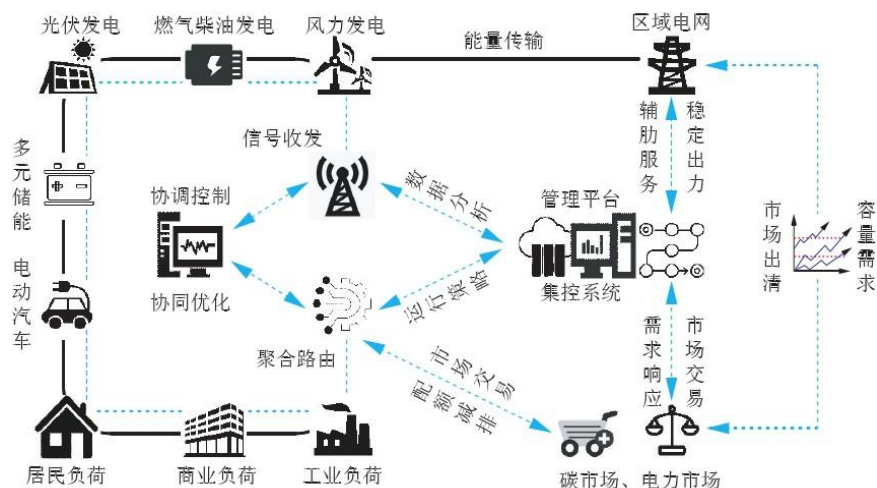 光伏发电
燃气柴油发电
风力发电
能量传输
区域电网
多元储能
电动汽车
信号收发
协调控制
协同优化
聚合路由
数据分析
运行策略
管理平台
集控系统
辅肋服务
稳定出力
市场出清
容量需求
需求响应
市场交易
市场交易
配额减排
居民负荷
商业负荷
工业负荷
碳市场、电力市场